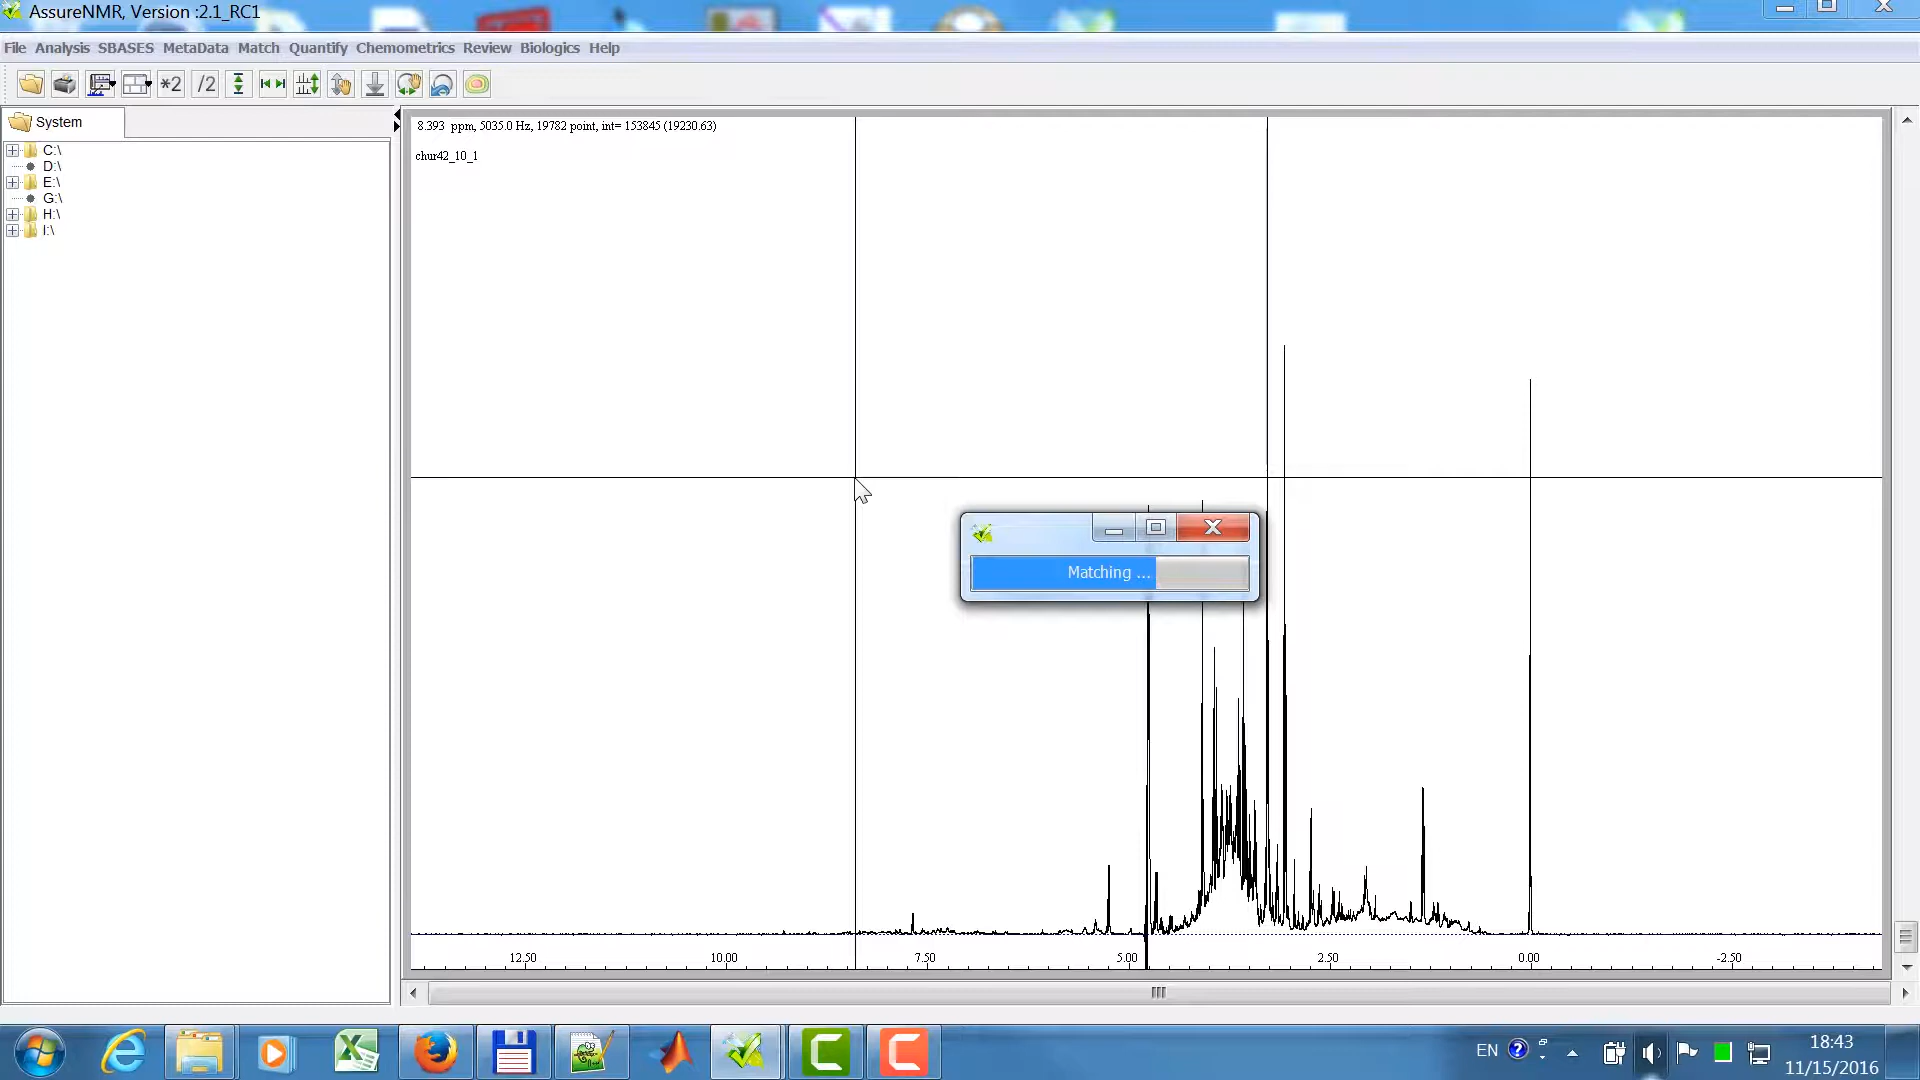 AssureNMR, Version :2.1_RC1
File Analysis SBASES MetaData Match Quantify Chemometrics Review Biologics Help
*2 /2
System
C:\
D:\
E:\
G:\
H:\
I:\
8.393 ppm, 5035.0 Hz, 19782 point, int= 153845 (19230.63)
chur42_10_1
Matching ...
12.50 10.00 7.50 5.00 2.50 0.00 -2.50
EN
18:43
11/15/2016